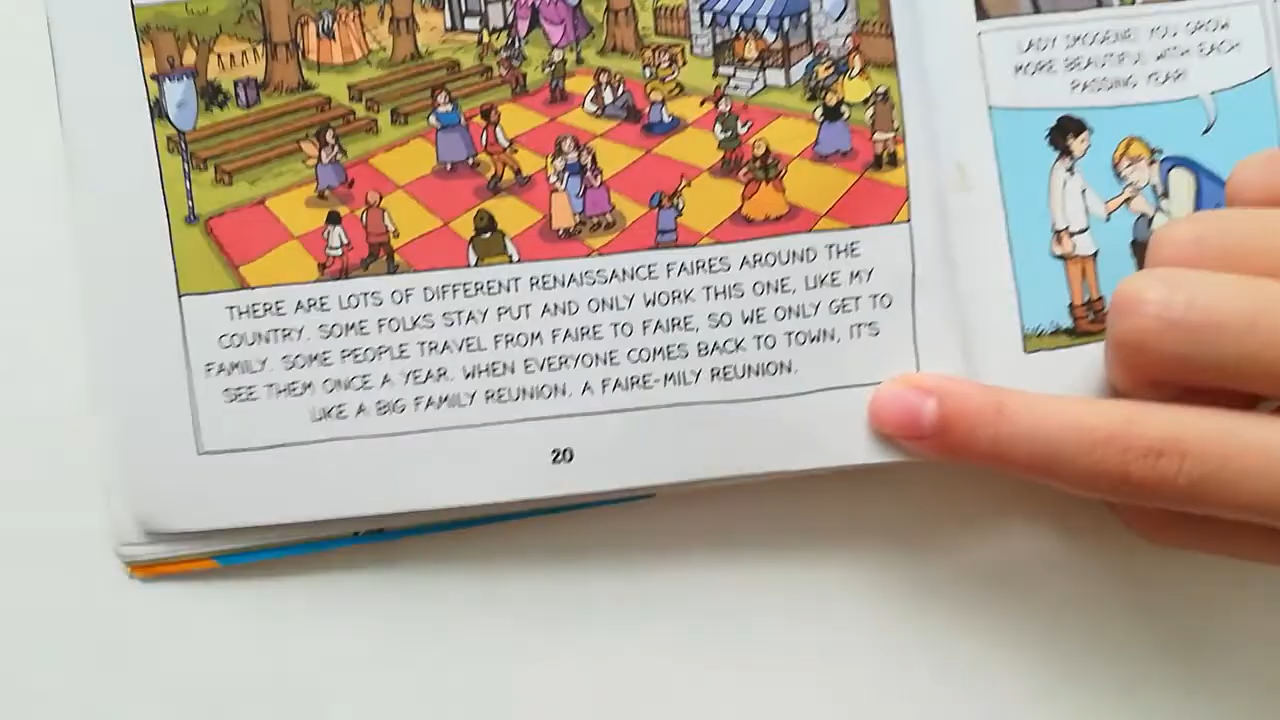 THERE ARE LOTS OF DIFFERENT RENAISSANCE FAIRES AROUND THE
COUNTRY. SOME FOLKS STAY PUT AND ONLY WORK THIS ONE, LIKE MY
FAMILY. SOME PEOPLE TRAVEL FROM FAIRE TO FAIRE, SO WE ONLY GET TO
SEE THEM ONCE A YEAR. WHEN EVERYONE COMES BACK TO TOWN, IT'S
LIKE A BIG FAMILY REUNION. A FAIRE-MILY REUNION.
20
LADY IMOGENE! YOU GROW
MORE BEAUTIFUL WITH EACH
PASSING YEAR!